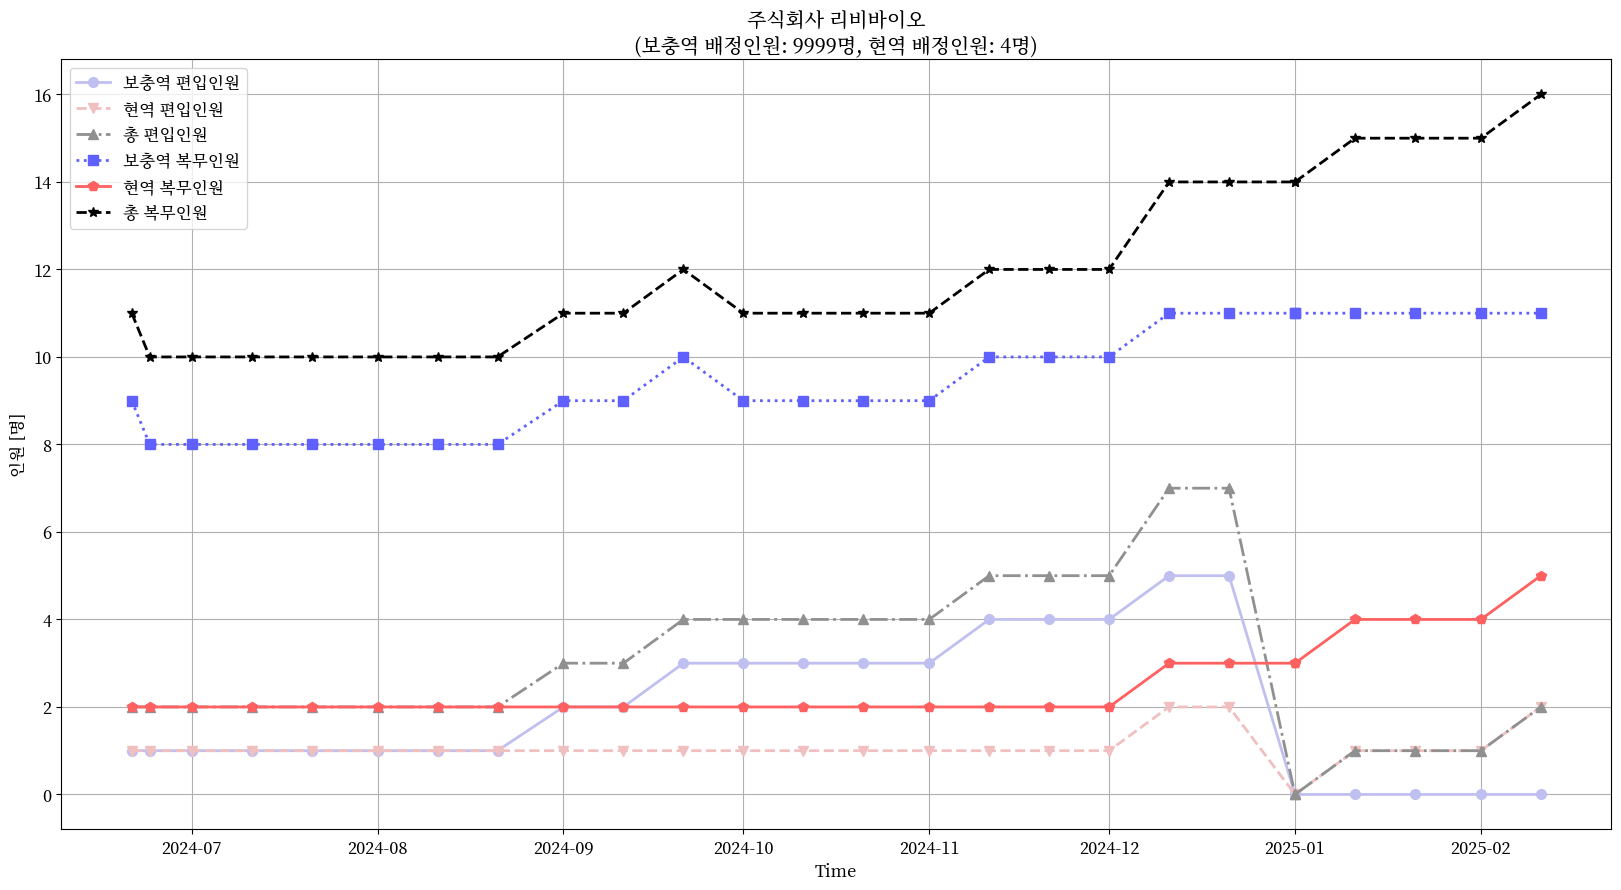 주식회사 리비바이오
(보충역 배정인원: 9999명, 현역 배정인원: 4명)
보충역 편입인원
현역 편입인원
총 편입인원
보충역 복무인원
현역 복무인원
총 복무인원
인원 [명]
16
14
12
10
8
6
4
2
0
2024-07
2024-08
2024-09
2024-10
2024-11
2024-12
2025-01
2025-02
Time